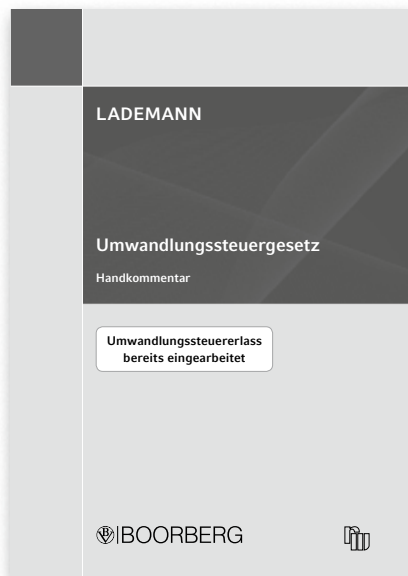 LADEMANN
Umwandlungssteuergesetz
Handkommentar
Umwandlungssteuererlass
bereits eingearbeitet
BOORBERG